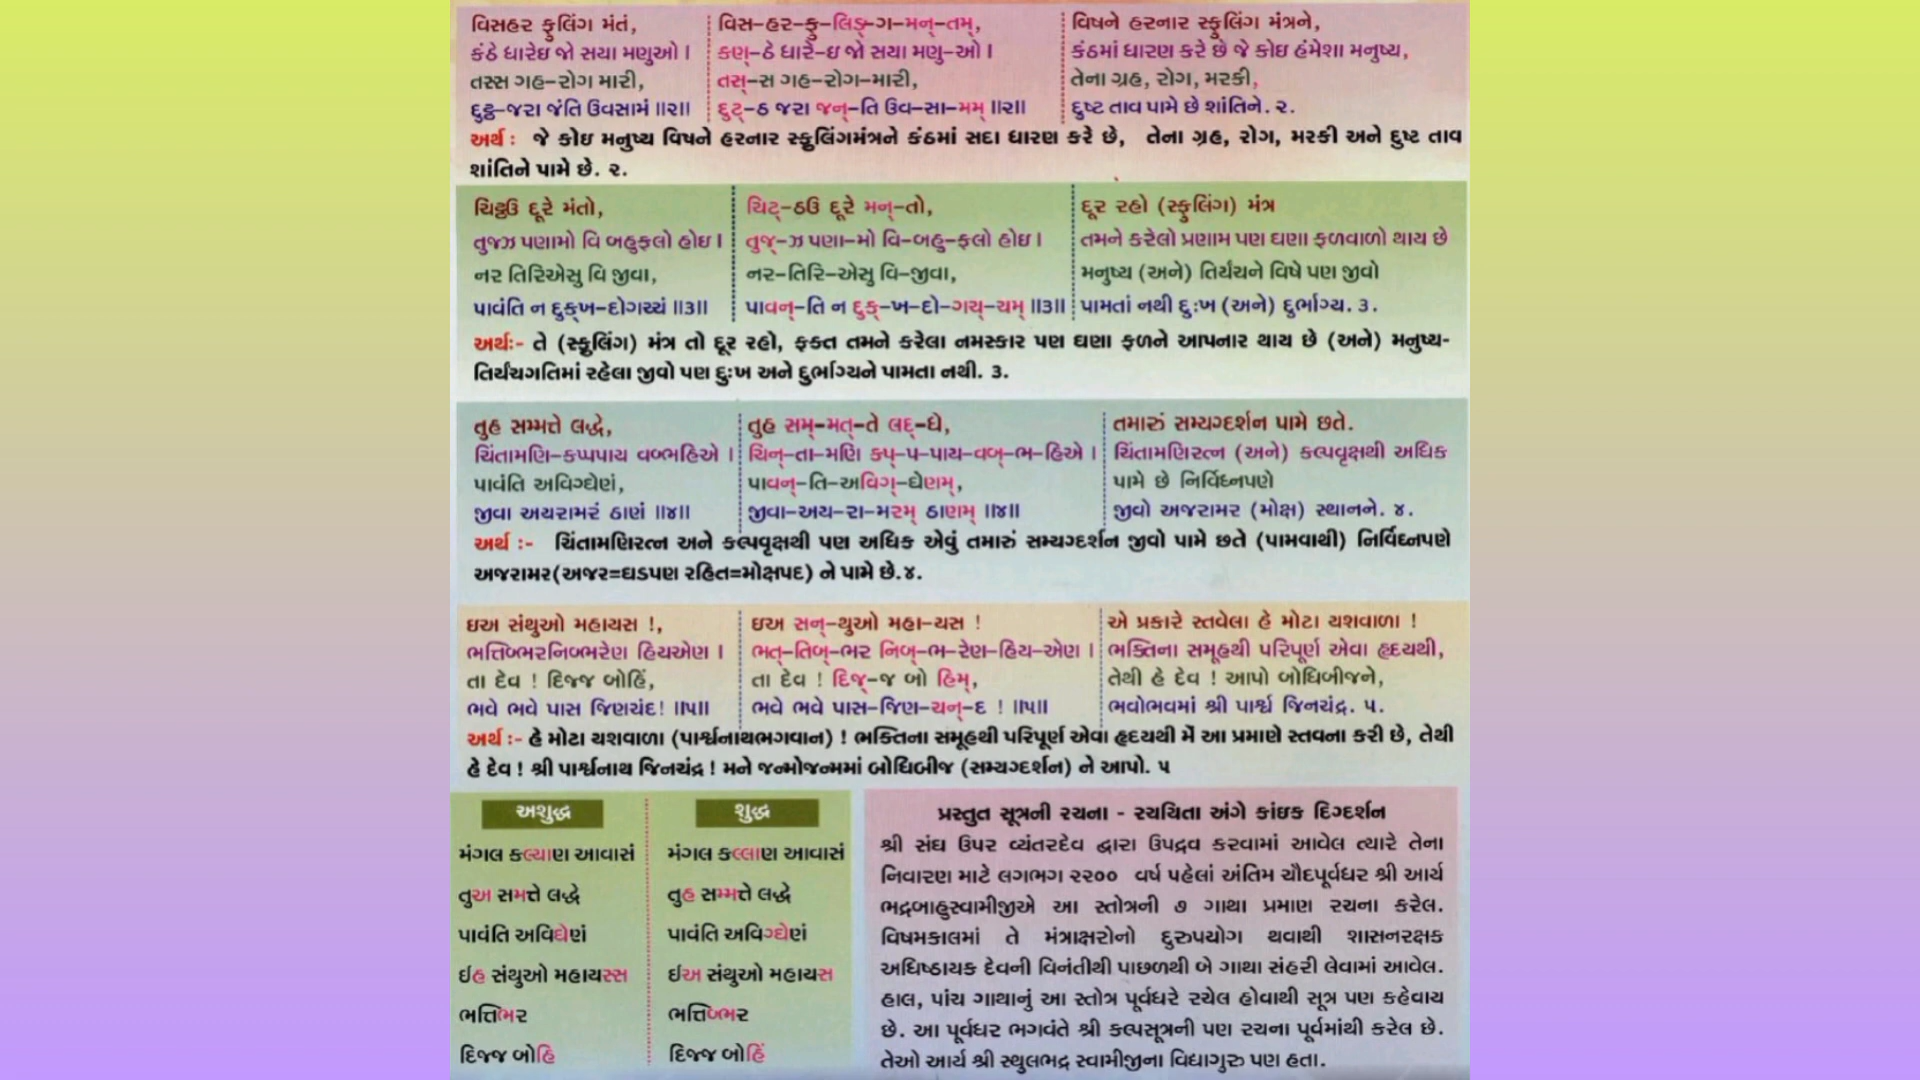 વિસહર ફુલિંગ મંતં,
કંઠે ધારેઇ જો સયા મણુઓ ।
તસ્સ ગહ-રોગ મારી,
દુટ્ઠ-જરા જંતિ ઉવસામં ॥૨॥
વિસ-હર-ફુ-લિઙ્-ગ-મન્-તમ્,
કણ્-ઠે ધારે-ઇ જો સયા મણુ-ઓ ।
તસ્-સ ગહ-રોગ-મારી,
દુટ્-ઠ જરા જન્-તિ ઉવ-સા-મમ્ ॥૨॥
વિષને હરનાર સ્ફુલિંગ મંત્રને,
કંઠમાં ધારણ કરે છે જે કોઇ હંમેશા મનુષ્ય,
તેના ગ્રહ, રોગ, મરકી,
દુષ્ટ તાવ પામે છે શાંતિને. ૨.
અર્થ : જે કોઇ મનુષ્ય વિષને હરનાર સ્ફુલિંગમંત્રને કંઠમાં સદા ધારણ કરે છે, તેના ગ્રહ, રોગ, મરકી અને દુષ્ટ તાવ
શાંતિને પામે છે. ૨.
ચિટ્ઠઉ દૂરે મંતો,
તુજ્ઝ પણામો વિ બહુફલો હોઇ ।
નર તિરિએસુ વિ જીવા,
પાવંતિ ન દુક્ખ-દોગચ્ચં ॥૩॥
ચિટ્-ઠઉ દૂરે મન્-તો,
તુજ્-ઝ પણા-મો વિ-બહુ-ફલો હોઇ ।
નર-તિરિ-એસુ વિ-જીવા,
પાવન્-તિ ન દુક્-ખ-દો-ગચ્-ચમ્ ॥૩॥
દૂર રહો (સ્ફુલિંગ) મંત્ર
તમને કરેલો પ્રણામ પણ ઘણા ફળવાળો થાય છે
મનુષ્ય (અને) તિર્યંચને વિષે પણ જીવો
પામતાં નથી દુઃખ (અને) દુર્ભાગ્ય. ૩.
અર્થઃ- તે (સ્ફુલિંગ) મંત્ર તો દૂર રહો, ફક્ત તમને કરેલા નમસ્કાર પણ ઘણા ફળને આપનાર થાય છે (અને) મનુષ્ય-
તિર્યંચગતિમાં રહેલા જીવો પણ દુઃખ અને દુર્ભાગ્યને પામતા નથી. ૩.
તુહ સમ્મત્તે લદ્ધે,
ચિંતામણિ-કપ્પપાય વબ્ભહિએ ।
પાવંતિ અવિગ્ઘેણં,
જીવા અયરામરં ઠાણં ॥૪॥
તુહ સમ્-મત્-તે લદ્-ધે,
ચિન્-તા-મણિ કપ્-પ-પાય-વબ્-ભ-હિએ ।
પાવન્-તિ-અવિગ્-ઘેણમ્,
જીવા-અય-રા-મરમ્ ઠાણમ્ ॥૪॥
તમારું સમ્યગ્દર્શન પામે છતે.
ચિંતામણિરત્ન (અને) કલ્પવૃક્ષથી અધિક
પામે છે નિર્વિઘ્નપણે
જીવો અજરામર (મોક્ષ) સ્થાનને. ૪.
અર્થ :- ચિંતામણિરત્ન અને કલ્પવૃક્ષથી પણ અધિક એવું તમારું સમ્યગ્દર્શન જીવો પામે છતે (પામવાથી) નિર્વિઘ્નપણે
અજરામર(અજર=ઘડપણ રહિત=મોક્ષપદ) ને પામે છે.૪.
ઇઅ સંથુઓ મહાયસ !,
ભત્તિબ્ભરનિબ્ભરેણ હિયએણ ।
તા દેવ ! દિજ્જ બોહિં,
ભવે ભવે પાસ જિણચંદ! ॥૫॥
ઇઅ સન્-થુઓ મહા-યસ !
ભત્-તિબ્-ભર નિબ્-ભ-રેણ-હિય-એણ ।
તા દેવ ! દિજ્-જ બો હિમ્,
ભવે ભવે પાસ-જિણ-ચન્-દ ! ॥૫॥
એ પ્રકારે સ્તવેલા હે મોટા યશવાળા !
ભક્તિના સમૂહથી પરિપૂર્ણ એવા હૃદયથી,
તેથી હે દેવ ! આપો બોધિબીજને,
ભવોભવમાં શ્રી પાર્શ્વ જિનચંદ્ર. ૫.
અર્થ :- હે મોટા યશવાળા (પાર્શ્વનાથભગવાન) ! ભક્તિના સમૂહથી પરિપૂર્ણ એવા હૃદયથી મેં આ પ્રમાણે સ્તવના કરી છે, તેથી
હે દેવ ! શ્રી પાર્શ્વનાથ જિનચંદ્ર ! મને જન્મોજન્મમાં બોધિબીજ (સમ્યગ્દર્શન) ને આપો. ૫
અશુદ્ધ
મંગલ કલ્યાણ આવાસં
તુઅ સમત્તે લદ્ધે
પાવંતિ અવિઘેણં
ઈહ સંથુઓ મહાયસ્સ
ભત્તિભર
દિજ્જ બોહિ
શુદ્ધ
મંગલ કલ્લાણ આવાસં
તુહ સમ્મત્તે લદ્ધે
પાવંતિ અવિગ્ઘેણં
ઈઅ સંથુઓ મહાયસ
ભત્તિબ્ભર
દિજ્જ બોહિં
પ્રસ્તુત સૂત્રની રચના - રચયિતા અંગે કાંઇક દિગ્દર્શન
શ્રી સંઘ ઉપર વ્યંતરદેવ દ્વારા ઉપદ્રવ કરવામાં આવેલ ત્યારે તેના
નિવારણ માટે લગભગ ૨૨૦૦ વર્ષ પહેલાં અંતિમ ચૌદપૂર્વધર શ્રી આર્ય
ભદ્રબાહુસ્વામીજીએ આ સ્તોત્રની ૭ ગાથા પ્રમાણ રચના કરેલ.
વિષમકાલમાં તે મંત્રાક્ષરોનો દુરુપયોગ થવાથી શાસનરક્ષક
અધિષ્ઠાયક દેવની વિનંતીથી પાછળથી બે ગાથા સંહરી લેવામાં આવેલ.
હાલ, પાંચ ગાથાનું આ સ્તોત્ર પૂર્વધરે રચેલ હોવાથી સૂત્ર પણ કહેવાય
છે. આ પૂર્વધર ભગવંતે શ્રી કલ્પસૂત્રની પણ રચના પૂર્વમાંથી કરેલ છે.
તેઓ આર્ય શ્રી સ્થુલભદ્ર સ્વામીજીના વિદ્યાગુરુ પણ હતા.